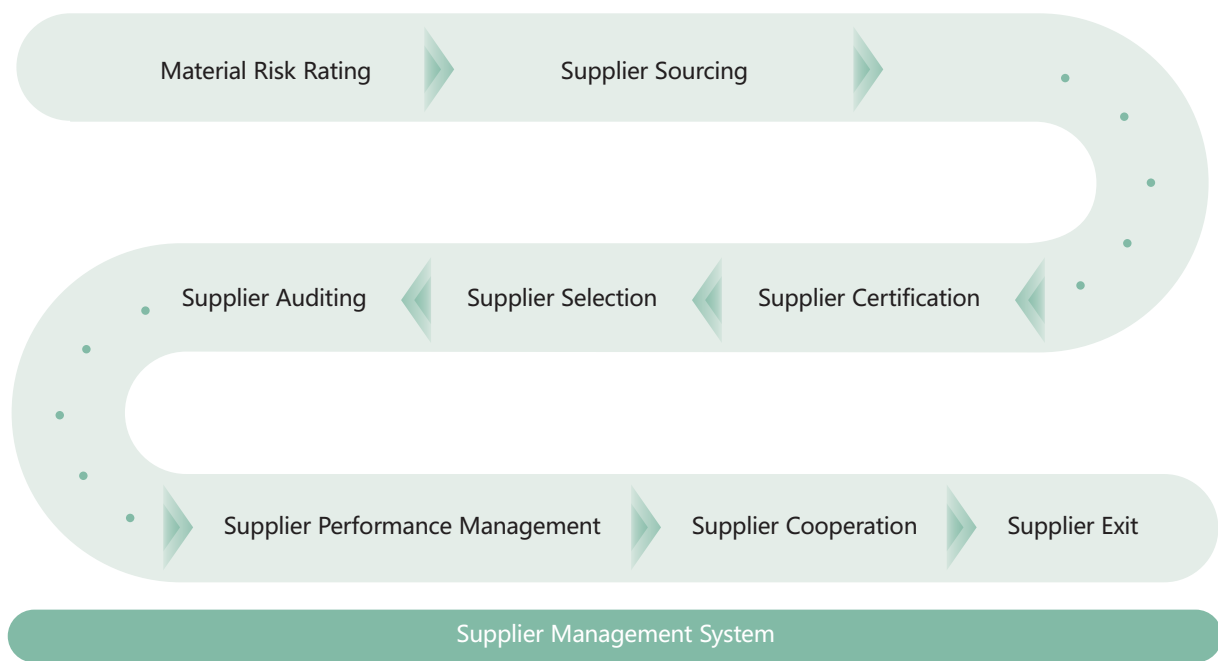 Material Risk Rating
Supplier Sourcing
Supplier Certification
Supplier Selection
Supplier Auditing
Supplier Performance Management
Supplier Cooperation
Supplier Exit
Supplier Management System